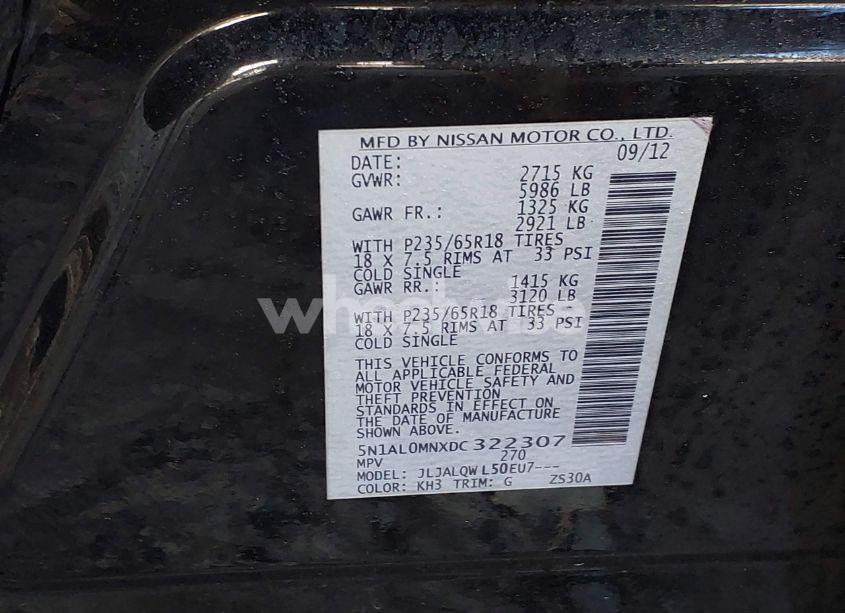 MFD BY NISSAN MOTOR CO., LTD.
DATE: 09/12
GVWR: 2715 KG
5986 LB
GAWR FR.: 1325 KG
2921 LB
WITH P235/65R18 TIRES
18 X 7.5 RIMS AT 33 PSI
COLD SINGLE
GAWR RR.: 1415 KG
3120 LB
WITH P235/65R18 TIRES
18 X 7.5 RIMS AT 33 PSI
COLD SINGLE
THIS VEHICLE CONFORMS TO
ALL APPLICABLE FEDERAL
MOTOR VEHICLE SAFETY AND
THEFT PREVENTION
STANDARDS IN EFFECT ON
THE DATE OF MANUFACTURE
SHOWN ABOVE.
5N1AL0MNXDC322307
MPV 270
MODEL: JLJALQWL50EU7---
COLOR: KH3 TRIM: G ZS30A